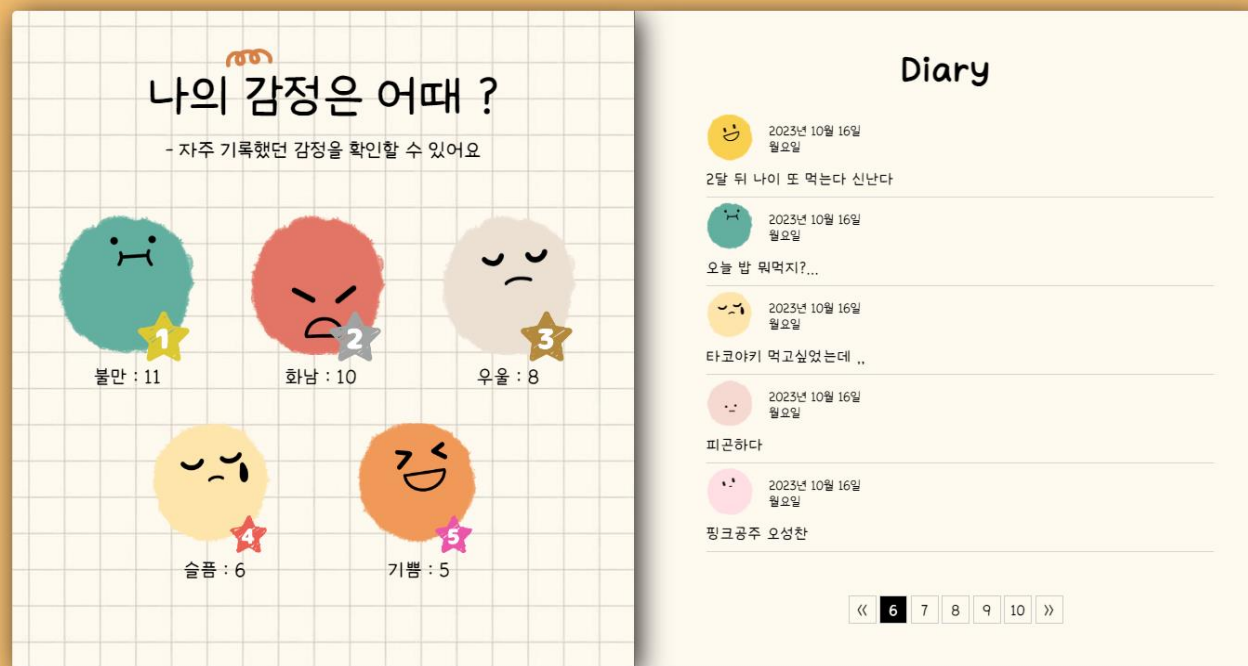 나의 감정은 어때 ?
- 자주 기록했던 감정을 확인할 수 있어요
1
2
3
불만 : 11
화남 : 10
우울 : 8
4
5
슬픔 : 6
기쁨 : 5
Diary
2023년 10월 16일
월요일
2달 뒤 나이 또 먹는다 신난다
2023년 10월 16일
월요일
오늘 밥 뭐먹지?...
2023년 10월 16일
월요일
타코야키 먹고싶었는데 ,,
2023년 10월 16일
월요일
피곤하다
2023년 10월 16일
월요일
핑크공주 오성찬
« 6 7 8 9 10 »